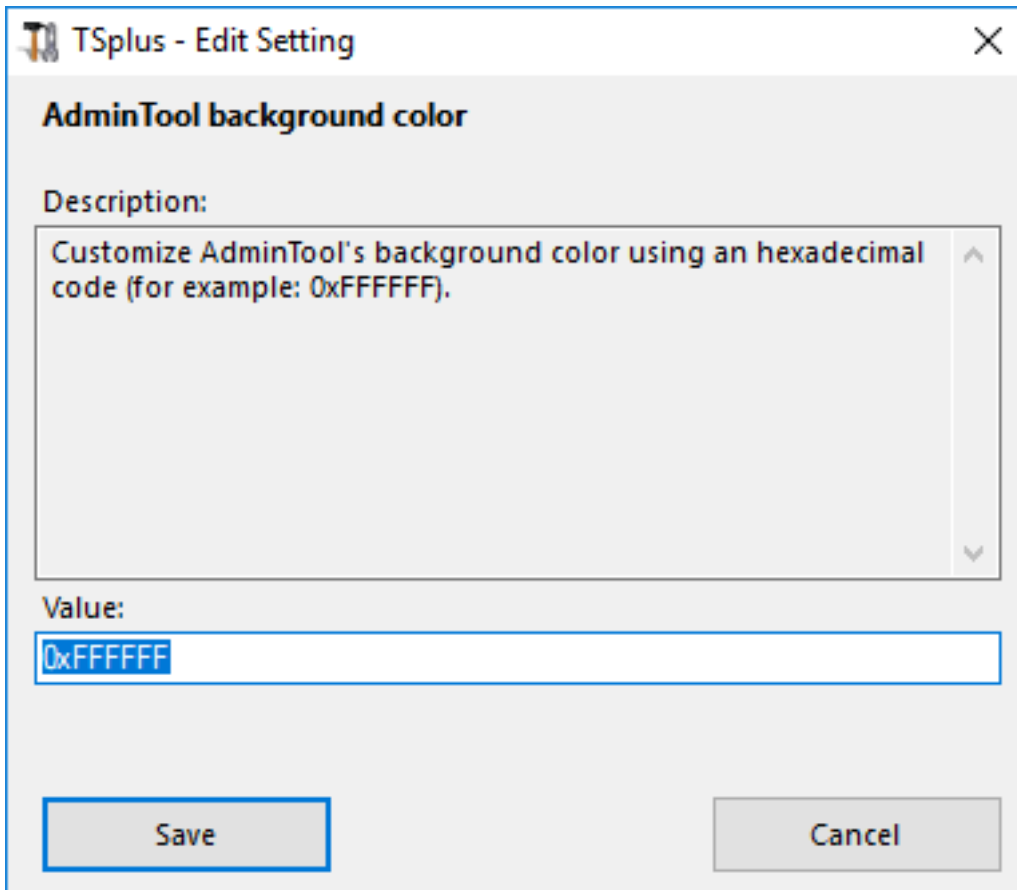 TSplus - Edit Setting
AdminTool background color
Description:
Customize AdminTool's background color using an hexadecimal
code (for example: 0xFFFFFF).
Value:
0xFFFFFF
Save
Cancel